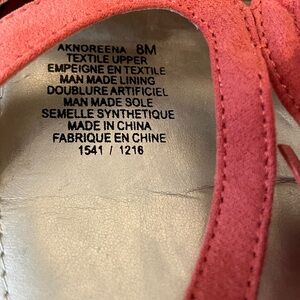 AKNOREENA 8M
TEXTILE UPPER
EMPEIGNE EN TEXTILE
MAN MADE LINING
DOUBLURE ARTIFICIEL
MAN MADE SOLE
SEMELLE SYNTHETIQUE
MADE IN CHINA
FABRIQUE EN CHINE
1541 / 1216